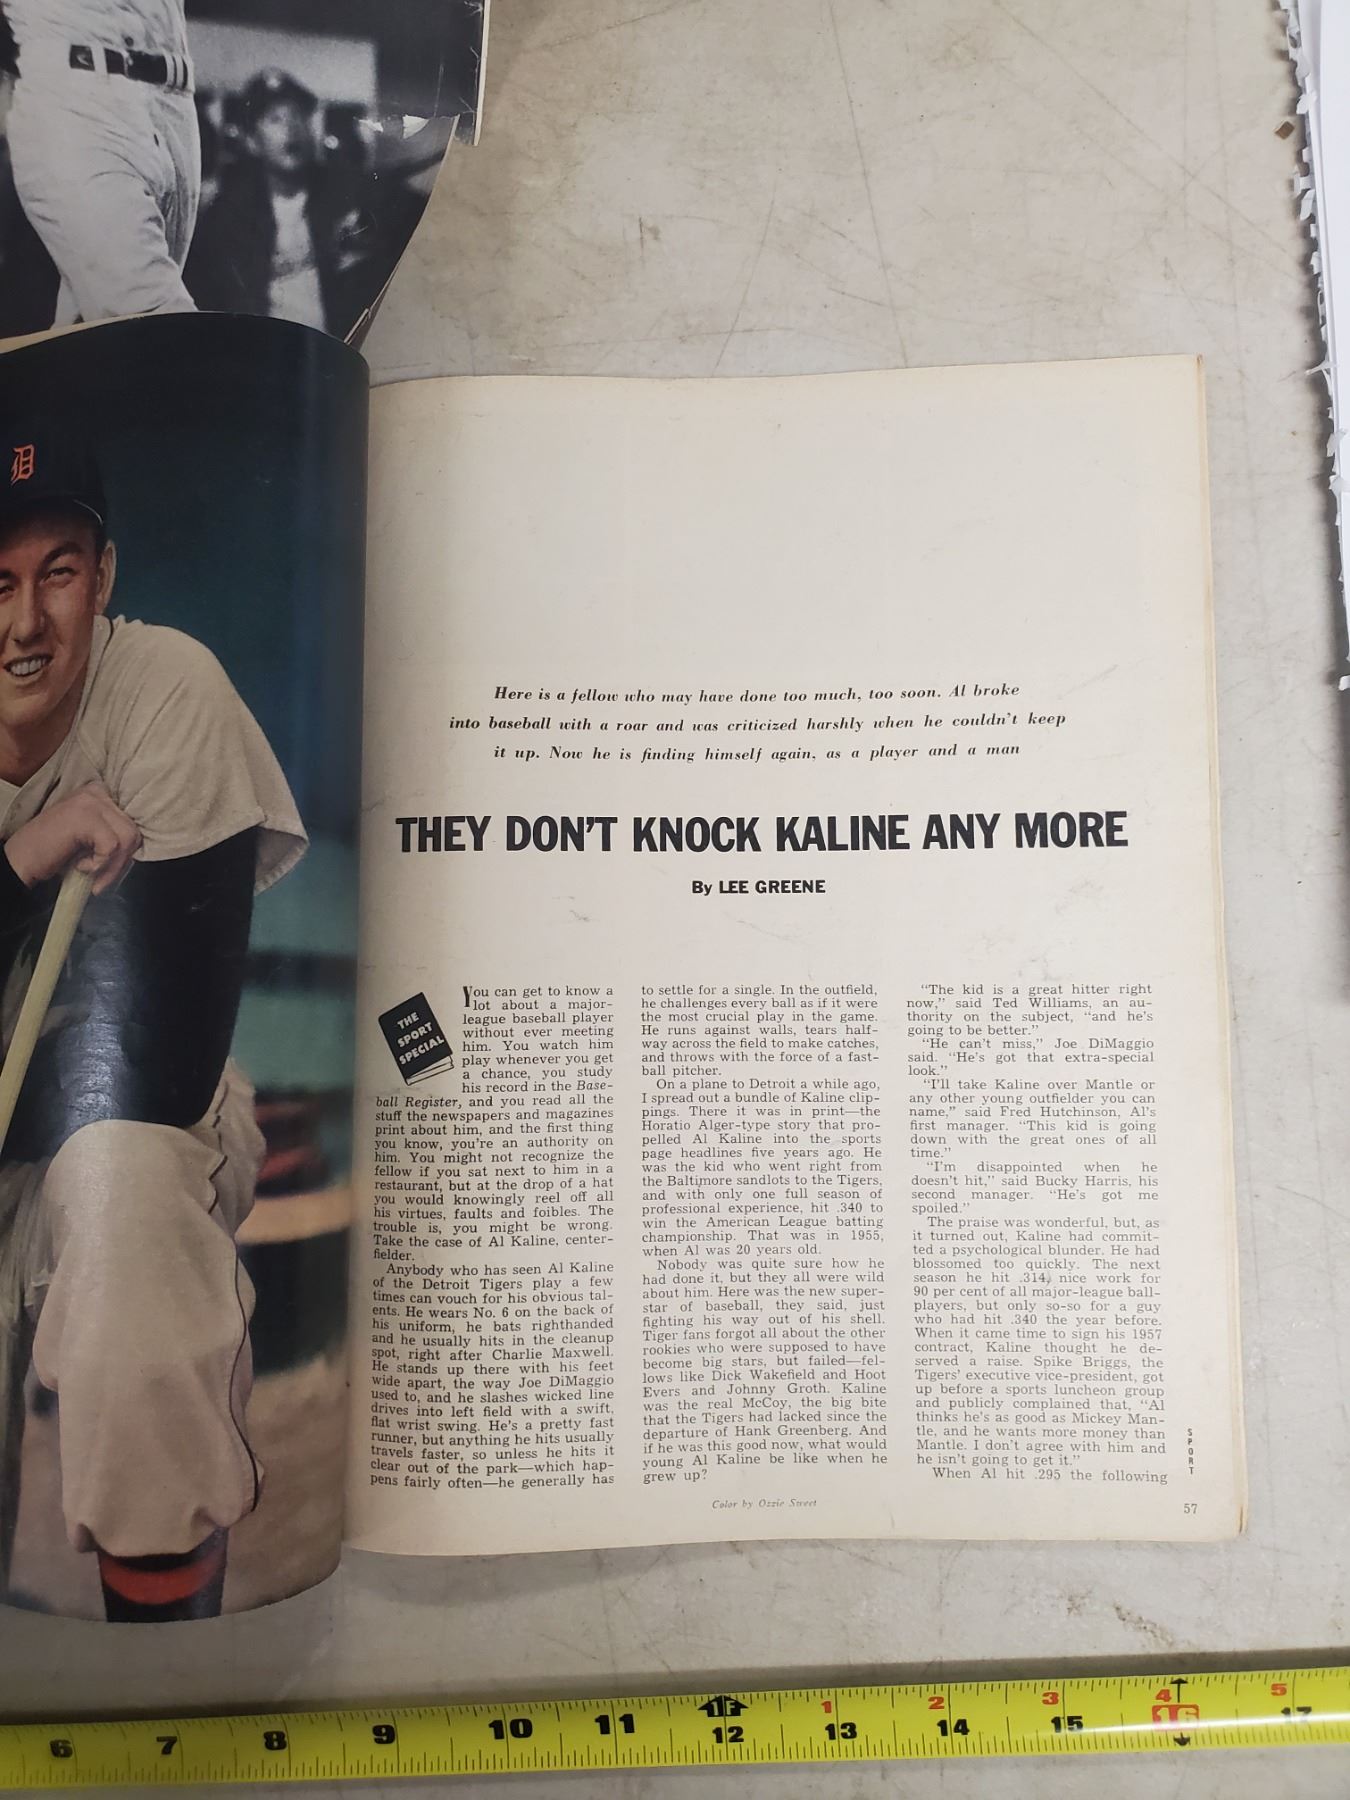 D
Here is a fellow who may have done too much, too soon. Al broke
into baseball with a roar and was criticized harshly when he couldn't keep
it up. Now he is finding himself again, as a player and a man
THEY DON'T KNOCK KALINE ANY MORE
By LEE GREENE
THE
SPORT
SPECIAL
You can get to know a
lot about a major-
league baseball player
without ever meeting
him. You watch him
play whenever you get
a chance, you study
his record in the Base-
ball Register, and you read all the
stuff the newspapers and magazines
print about him, and the first thing
you know, you're an authority on
him. You might not recognize the
fellow if you sat next to him in a
restaurant, but at the drop of a hat
you would knowingly reel off all
his virtues, faults and foibles. The
trouble is, you might be wrong.
Take the case of Al Kaline, center-
fielder.
Anybody who has seen Al Kaline
of the Detroit Tigers play a few
times can vouch for his obvious tal-
ents. He wears No. 6 on the back of
his uniform, he bats righthanded
and he usually hits in the cleanup
spot, right after Charlie Maxwell.
He stands up there with his feet
wide apart, the way Joe DiMaggio
used to, and he slashes wicked line
drives into left field with a swift,
flat wrist swing. He's a pretty fast
runner, but anything he hits usually
travels faster, so unless he hits it
clear out of the park—which hap-
pens fairly often—he generally has
to settle for a single. In the outfield,
he challenges every ball as if it were
the most crucial play in the game.
He runs against walls, tears half-
way across the field to make catches,
and throws with the force of a fast-
ball pitcher.
On a plane to Detroit a while ago,
I spread out a bundle of Kaline clip-
pings. There it was in print—the
Horatio Alger-type story that pro-
pelled Al Kaline into the sports
page headlines five years ago. He
was the kid who went right from
the Baltimore sandlots to the Tigers,
and with only one full season of
professional experience, hit .340 to
win the American League batting
championship. That was in 1955,
when Al was 20 years old.
Nobody was quite sure how he
had done it, but they all were wild
about him. Here was the new super-
star of baseball, they said, just
fighting his way out of his shell.
Tiger fans forgot all about the other
rookies who were supposed to have
become big stars, but failed—fel-
lows like Dick Wakefield and Hoot
Evers and Johnny Groth. Kaline
was the real McCoy, the big bite
that the Tigers had lacked since the
departure of Hank Greenberg. And
if he was this good now, what would
young Al Kaline be like when he
grew up?
"The kid is a great hitter right
now," said Ted Williams, an au-
thority on the subject, "and he's
going to be better."
"He can't miss," Joe DiMaggio
said. "He's got that extra-special
look."
"I'll take Kaline over Mantle or
any other young outfielder you can
name," said Fred Hutchinson, Al's
first manager. "This kid is going
down with the great ones of all
time."
"I'm disappointed when he
doesn't hit," said Bucky Harris, his
second manager. "He's got me
spoiled."
The praise was wonderful, but, as
it turned out, Kaline had commit-
ted a psychological blunder. He had
blossomed too quickly. The next
season he hit .314, nice work for
90 per cent of all major-league ball-
players, but only so-so for a guy
who had hit .340 the year before.
When it came time to sign his 1957
contract, Kaline thought he de-
served a raise. Spike Briggs, the
Tigers' executive vice-president, got
up before a sports luncheon group
and publicly complained that, "Al
thinks he's as good as Mickey Man-
tle, and he wants more money than
Mantle. I don't agree with him and
he isn't going to get it."
When Al hit .295 the following
SPORT
Color by Ozzie Sweet
57
1F 1 2 3 4 5
6 7 8 9 10 11 12 13 14 15 16 17